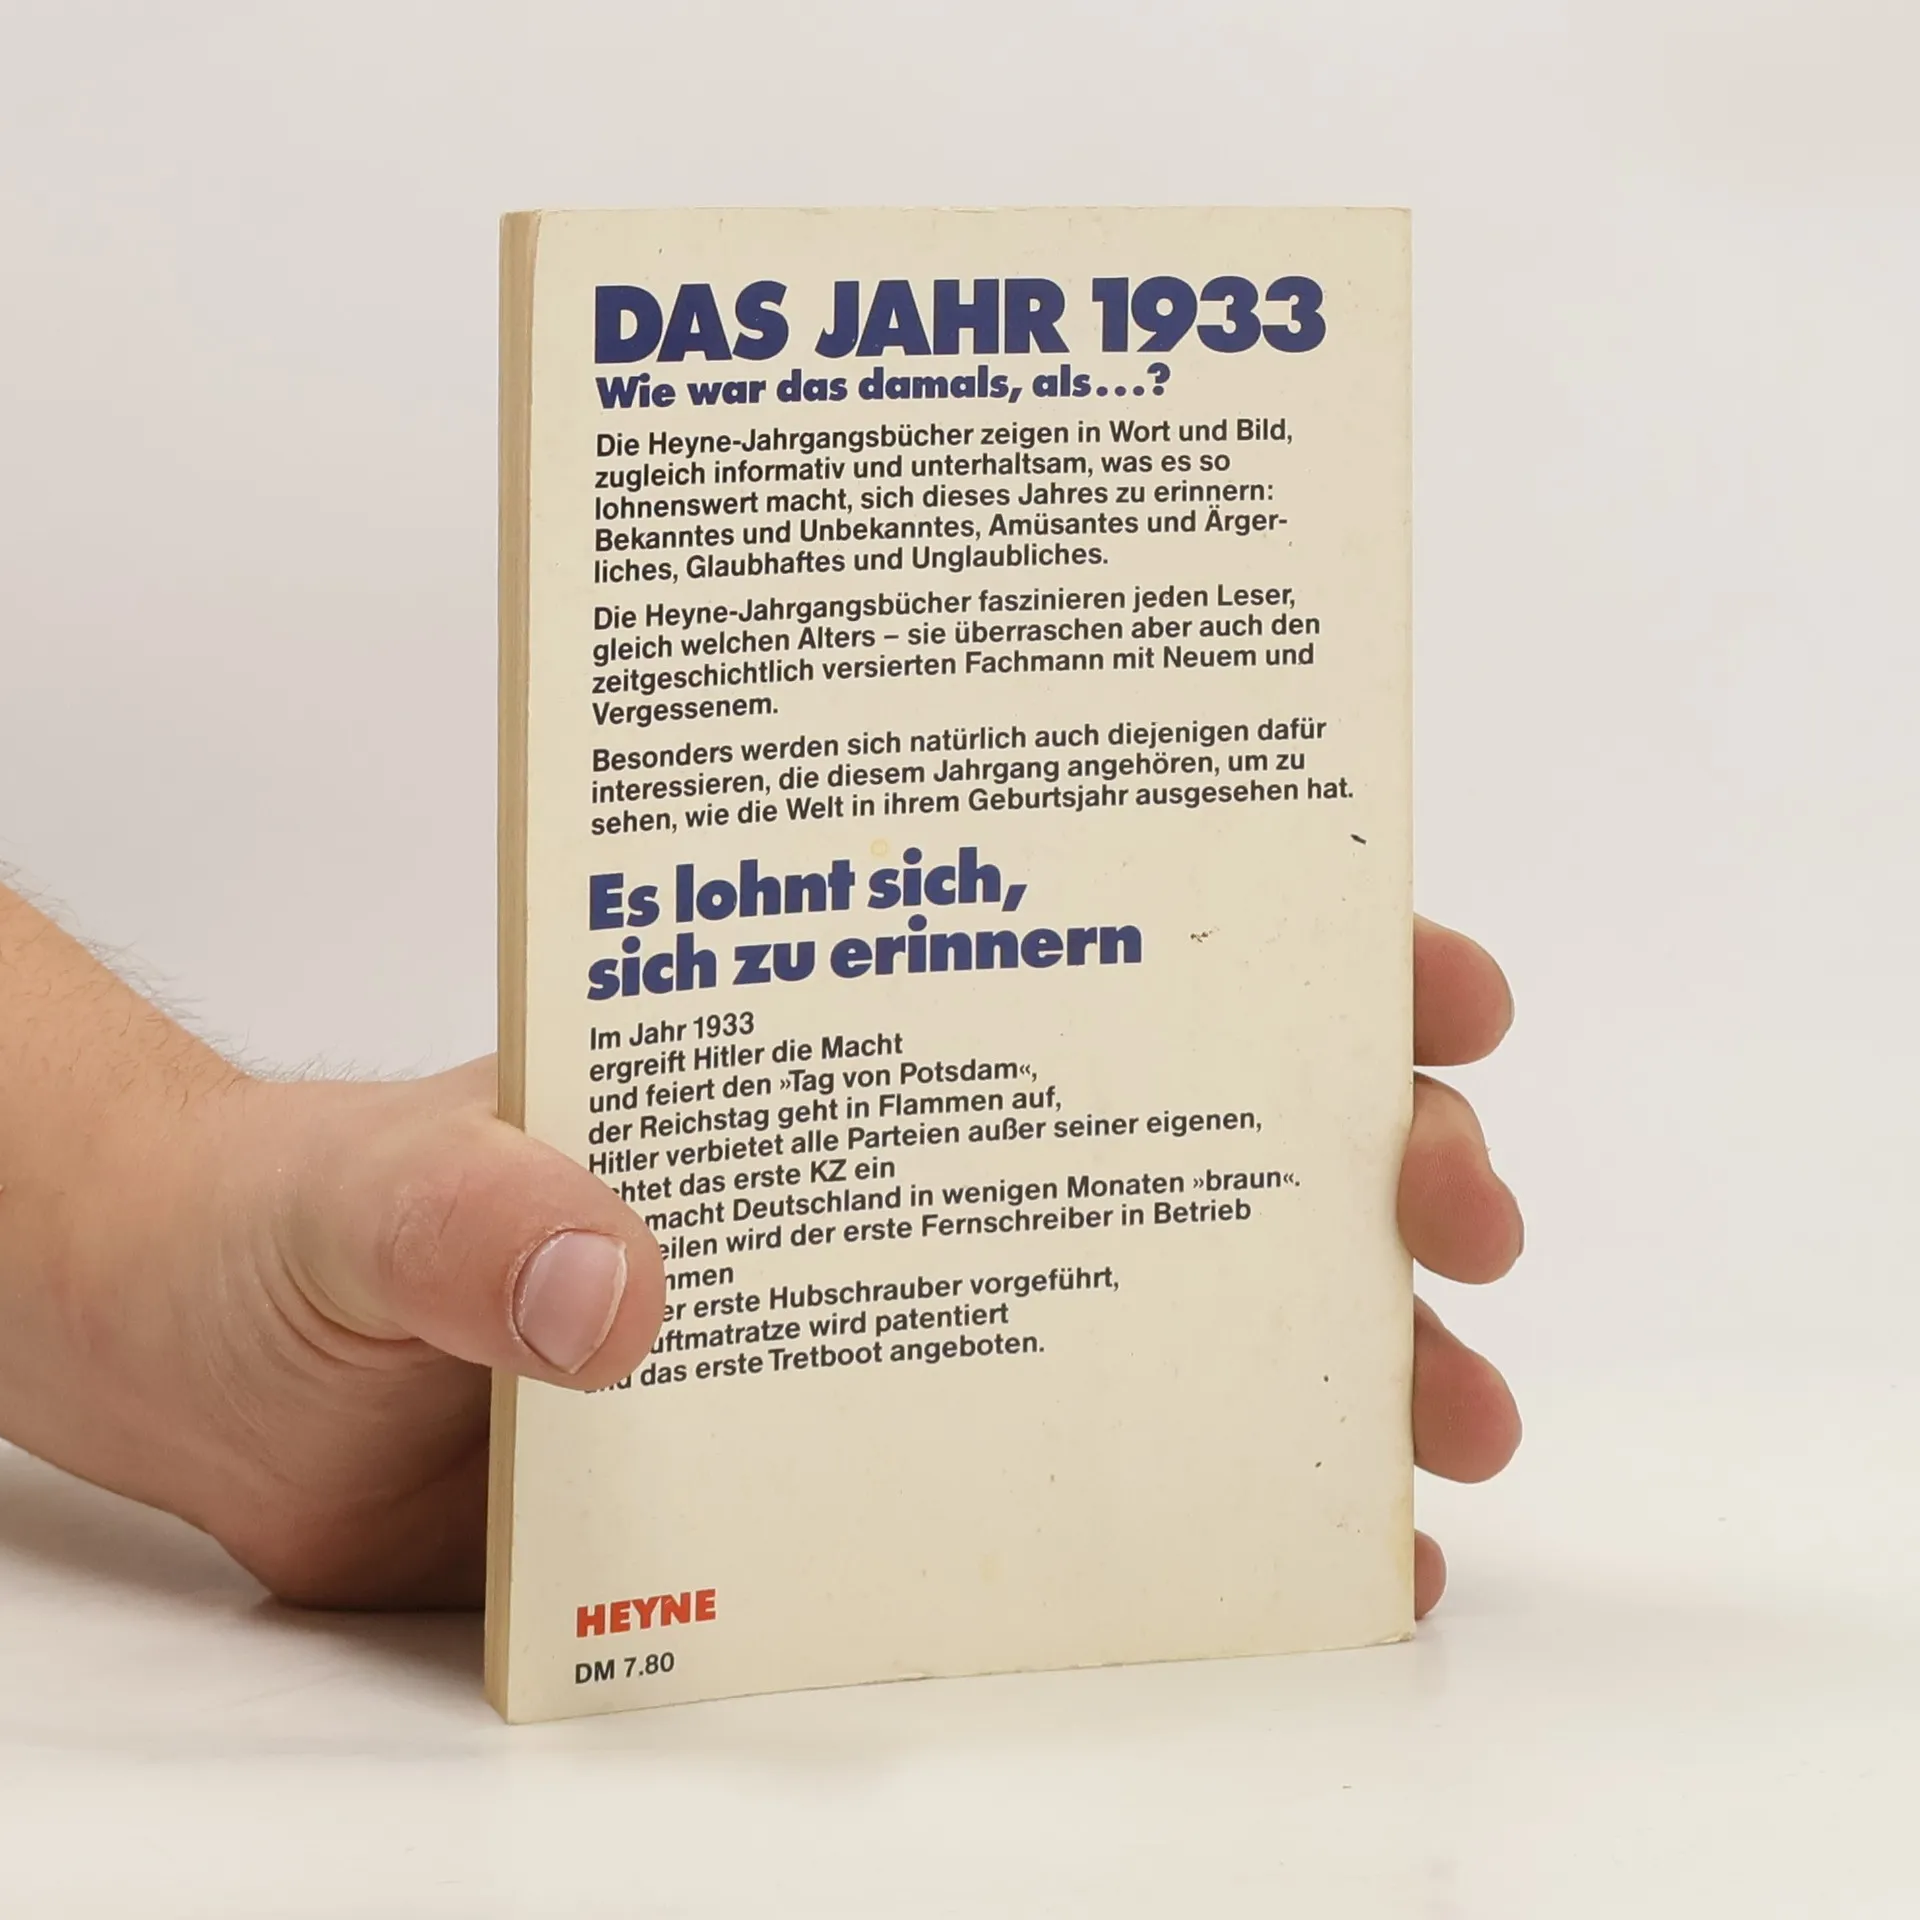 DAS JAHR 1933
Wie war das damals, als...?
Die Heyne-Jahrgangsbücher zeigen in Wort und Bild,
zugleich informativ und unterhaltsam, was es so
lohnenswert macht, sich dieses Jahres zu erinnern:
Bekanntes und Unbekanntes, Amüsantes und Ärger-
liches, Glaubhaftes und Unglaubliches.
Die Heyne-Jahrgangsbücher faszinieren jeden Leser,
gleich welchen Alters – sie überraschen aber auch den
zeitgeschichtlich versierten Fachmann mit Neuem und
Vergessenem.
Besonders werden sich natürlich auch diejenigen dafür
interessieren, die diesem Jahrgang angehören, um zu
sehen, wie die Welt in ihrem Geburtsjahr ausgesehen hat.
Es lohnt sich,
sich zu erinnern
Im Jahr 1933
ergreift Hitler die Macht
und feiert den »Tag von Potsdam«,
der Reichstag geht in Flammen auf,
Hitler verbietet alle Parteien außer seiner eigenen,
das erste KZ ein
macht Deutschland in wenigen Monaten »braun«.
wird der erste Fernschreiber in Betrieb
erste Hubschrauber vorgeführt,
wird patentiert
das erste Tretboot angeboten.
HEYNE
DM 7.80